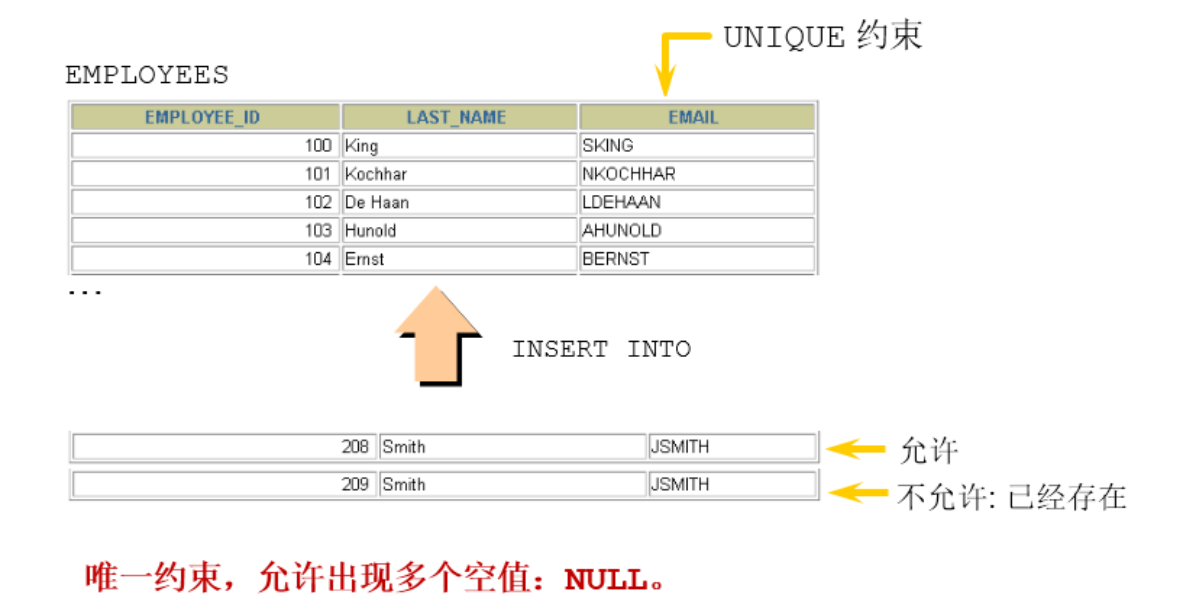 UNIQUE 约束
EMPLOYEES
EMPLOYEE_ID LAST_NAME EMAIL
100 King SKING
101 Kochhar NKOCHHAR
102 De Haan LDEHAAN
103 Hunold AHUNOLD
104 Ernst BERNST
...
INSERT INTO
208 Smith JSMITH 允许
209 Smith JSMITH 不允许: 已经存在
唯一约束，允许出现多个空值：NULL。